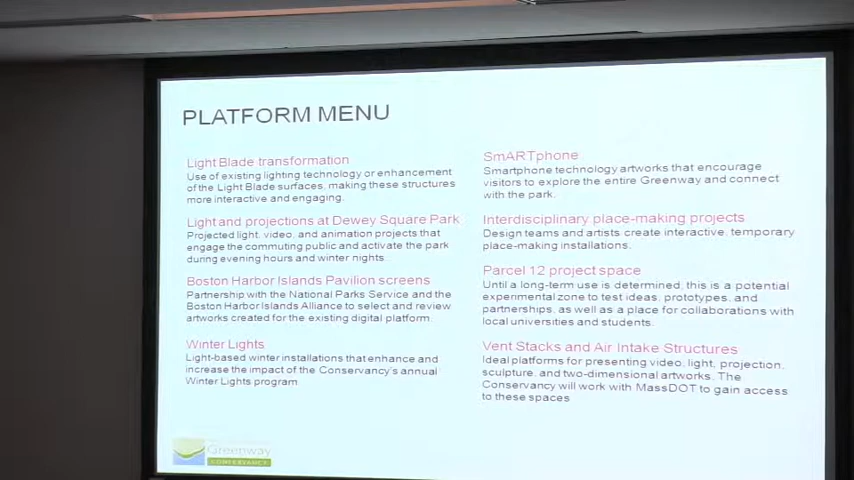 PLATFORM MENU
Light Blade transformation
Use of existing lighting technology or enhancement
of the Light Blade surfaces, making these structures
more interactive and engaging.
Light and projections at Dewey Square Park
Projected light, video, and animation projects that
engage the commuting public and activate the park
during evening hours and winter nights.
Boston Harbor Islands Pavilion screens
Partnership with the National Parks Service and the
Boston Harbor Islands Alliance to select and review
artworks created for the existing digital platform.
Winter Lights
Light-based winter installations that enhance and
increase the impact of the Conservancy's annual
Winter Lights program
SmARTphone
Smartphone technology artworks that encourage
visitors to explore the entire Greenway and connect
with the park.
Interdisciplinary place-making projects
Design teams and artists create interactive, temporary
place-making installations.
Parcel 12 project space
Until a long-term use is determined, this is a potential
experimental zone to test ideas, prototypes, and
partnerships, as well as a place for collaborations with
local universities and students.
Vent Stacks and Air Intake Structures
Ideal platforms for presenting video, light, projection,
sculpture, and two-dimensional artworks. The
Conservancy will work with MassDOT to gain access
to these spaces
Greenway
CONSERVANCY